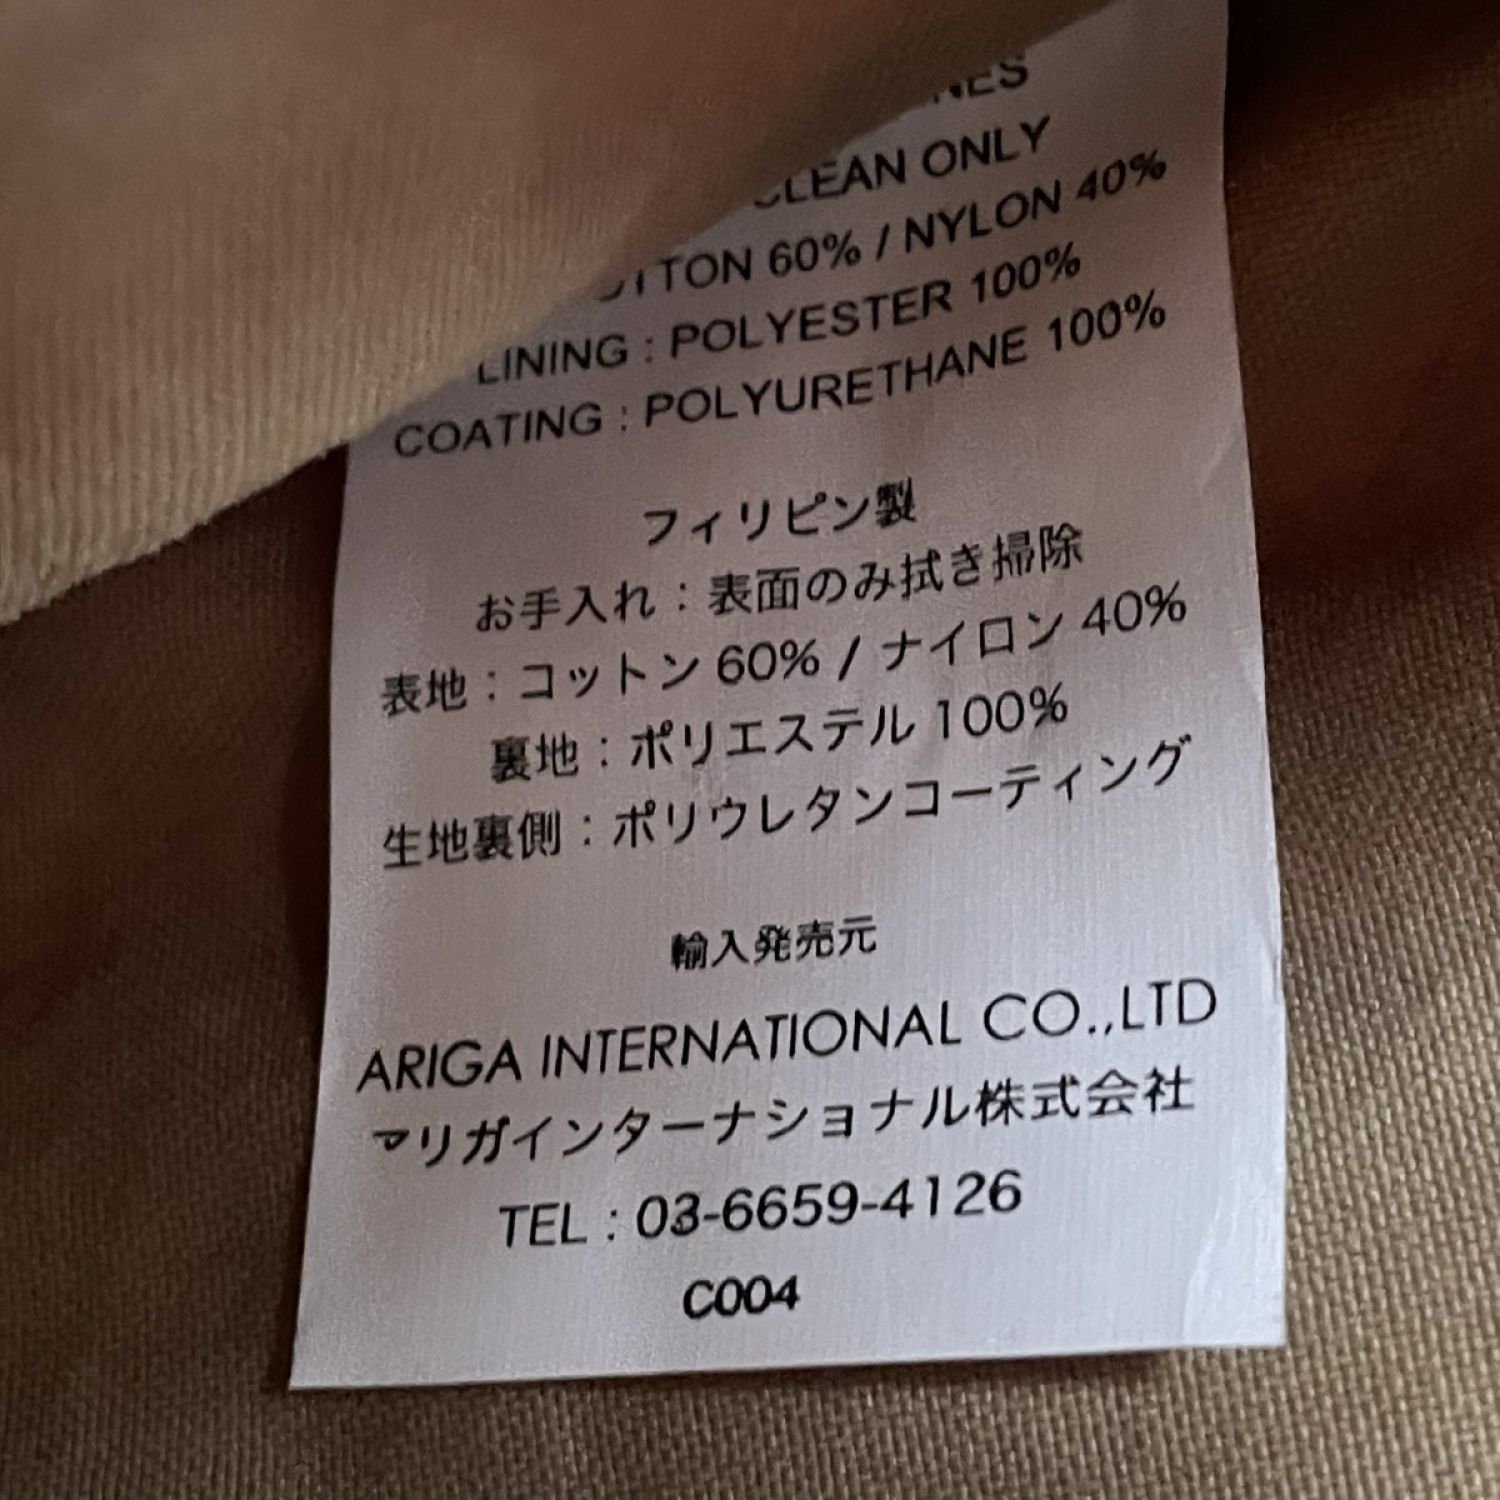 CLEAN ONLY
60% / NYLON 40%
LINING : POLYESTER 100%
COATING : POLYURETHANE 100%
フィリピン製
お手入れ : 表面のみ拭き掃除
表地 : コットン 60% / ナイロン 40%
裏地 : ポリエステル 100%
生地裏側 : ポリウレタンコーティング
輸入発売元
ARIGA INTERNATIONAL CO.,LTD
アリガインターナショナル株式会社
TEL : 03-6659-4126
C004